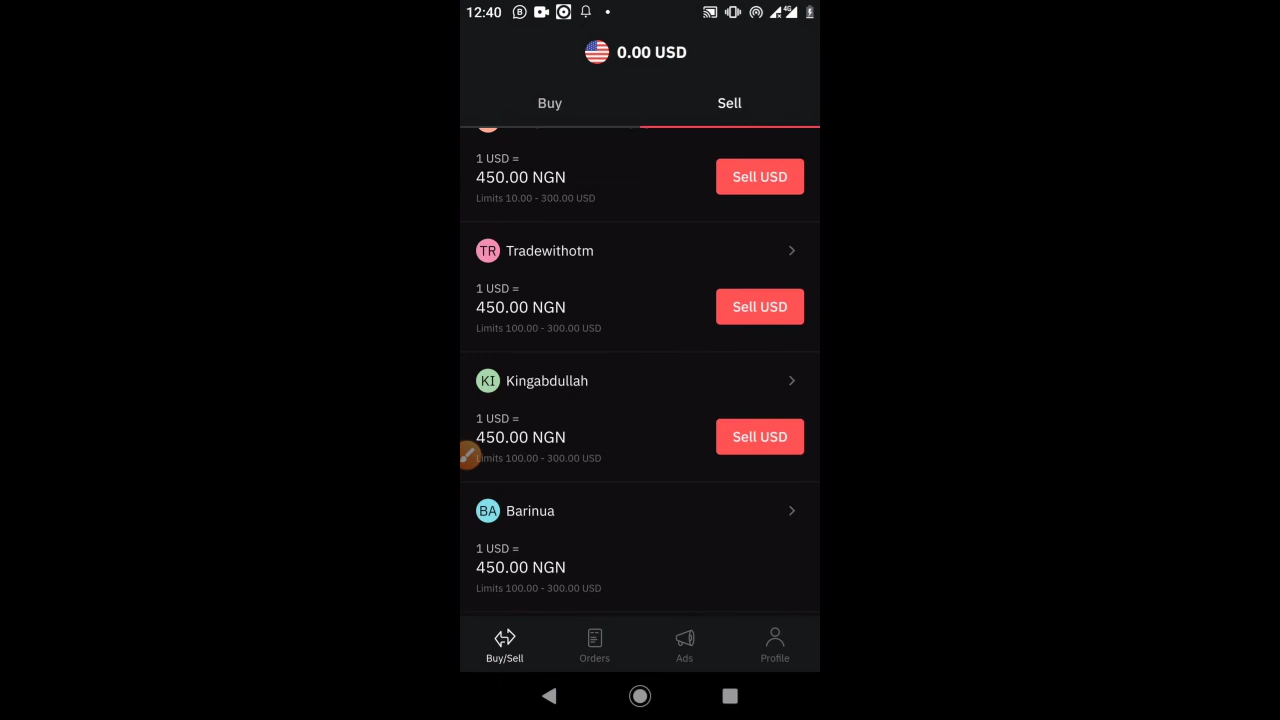 12:40
4G
0.00 USD
Buy
Sell
1 USD =
450.00 NGN
Sell USD
Limits 10.00 - 300.00 USD
TR Tradewithotm
1 USD =
450.00 NGN
Sell USD
Limits 100.00 - 300.00 USD
KI Kingabdullah
1 USD =
450.00 NGN
Sell USD
Limits 100.00 - 300.00 USD
BA Barinua
1 USD =
450.00 NGN
Limits 100.00 - 300.00 USD
Buy/Sell
Orders
Ads
Profile